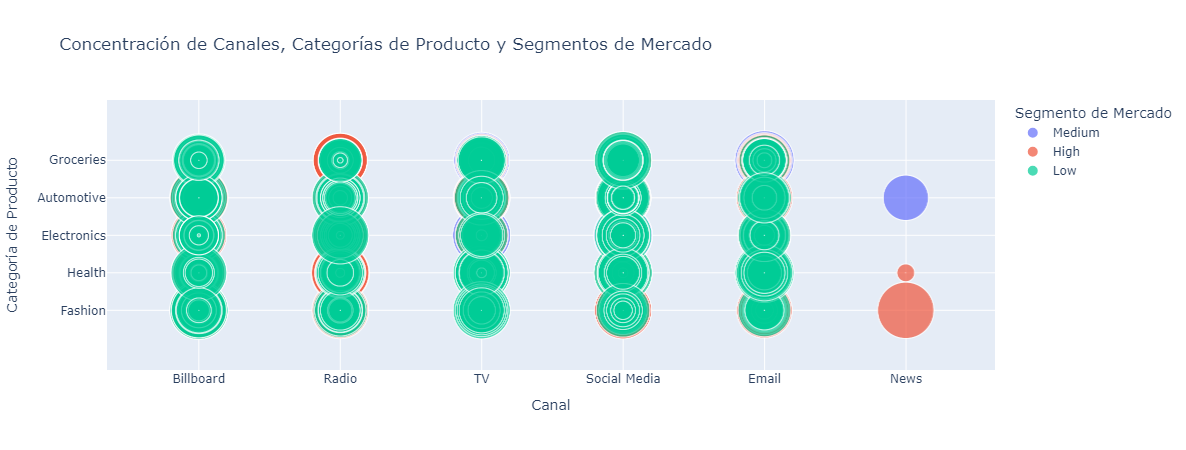 Concentración de Canales, Categorías de Producto y Segmentos de Mercado
Segmento de Mercado
Medium
High
Low
Categoría de Producto
Groceries
Automotive
Electronics
Health
Fashion
Billboard
Radio
TV
Social Media
Email
News
Canal